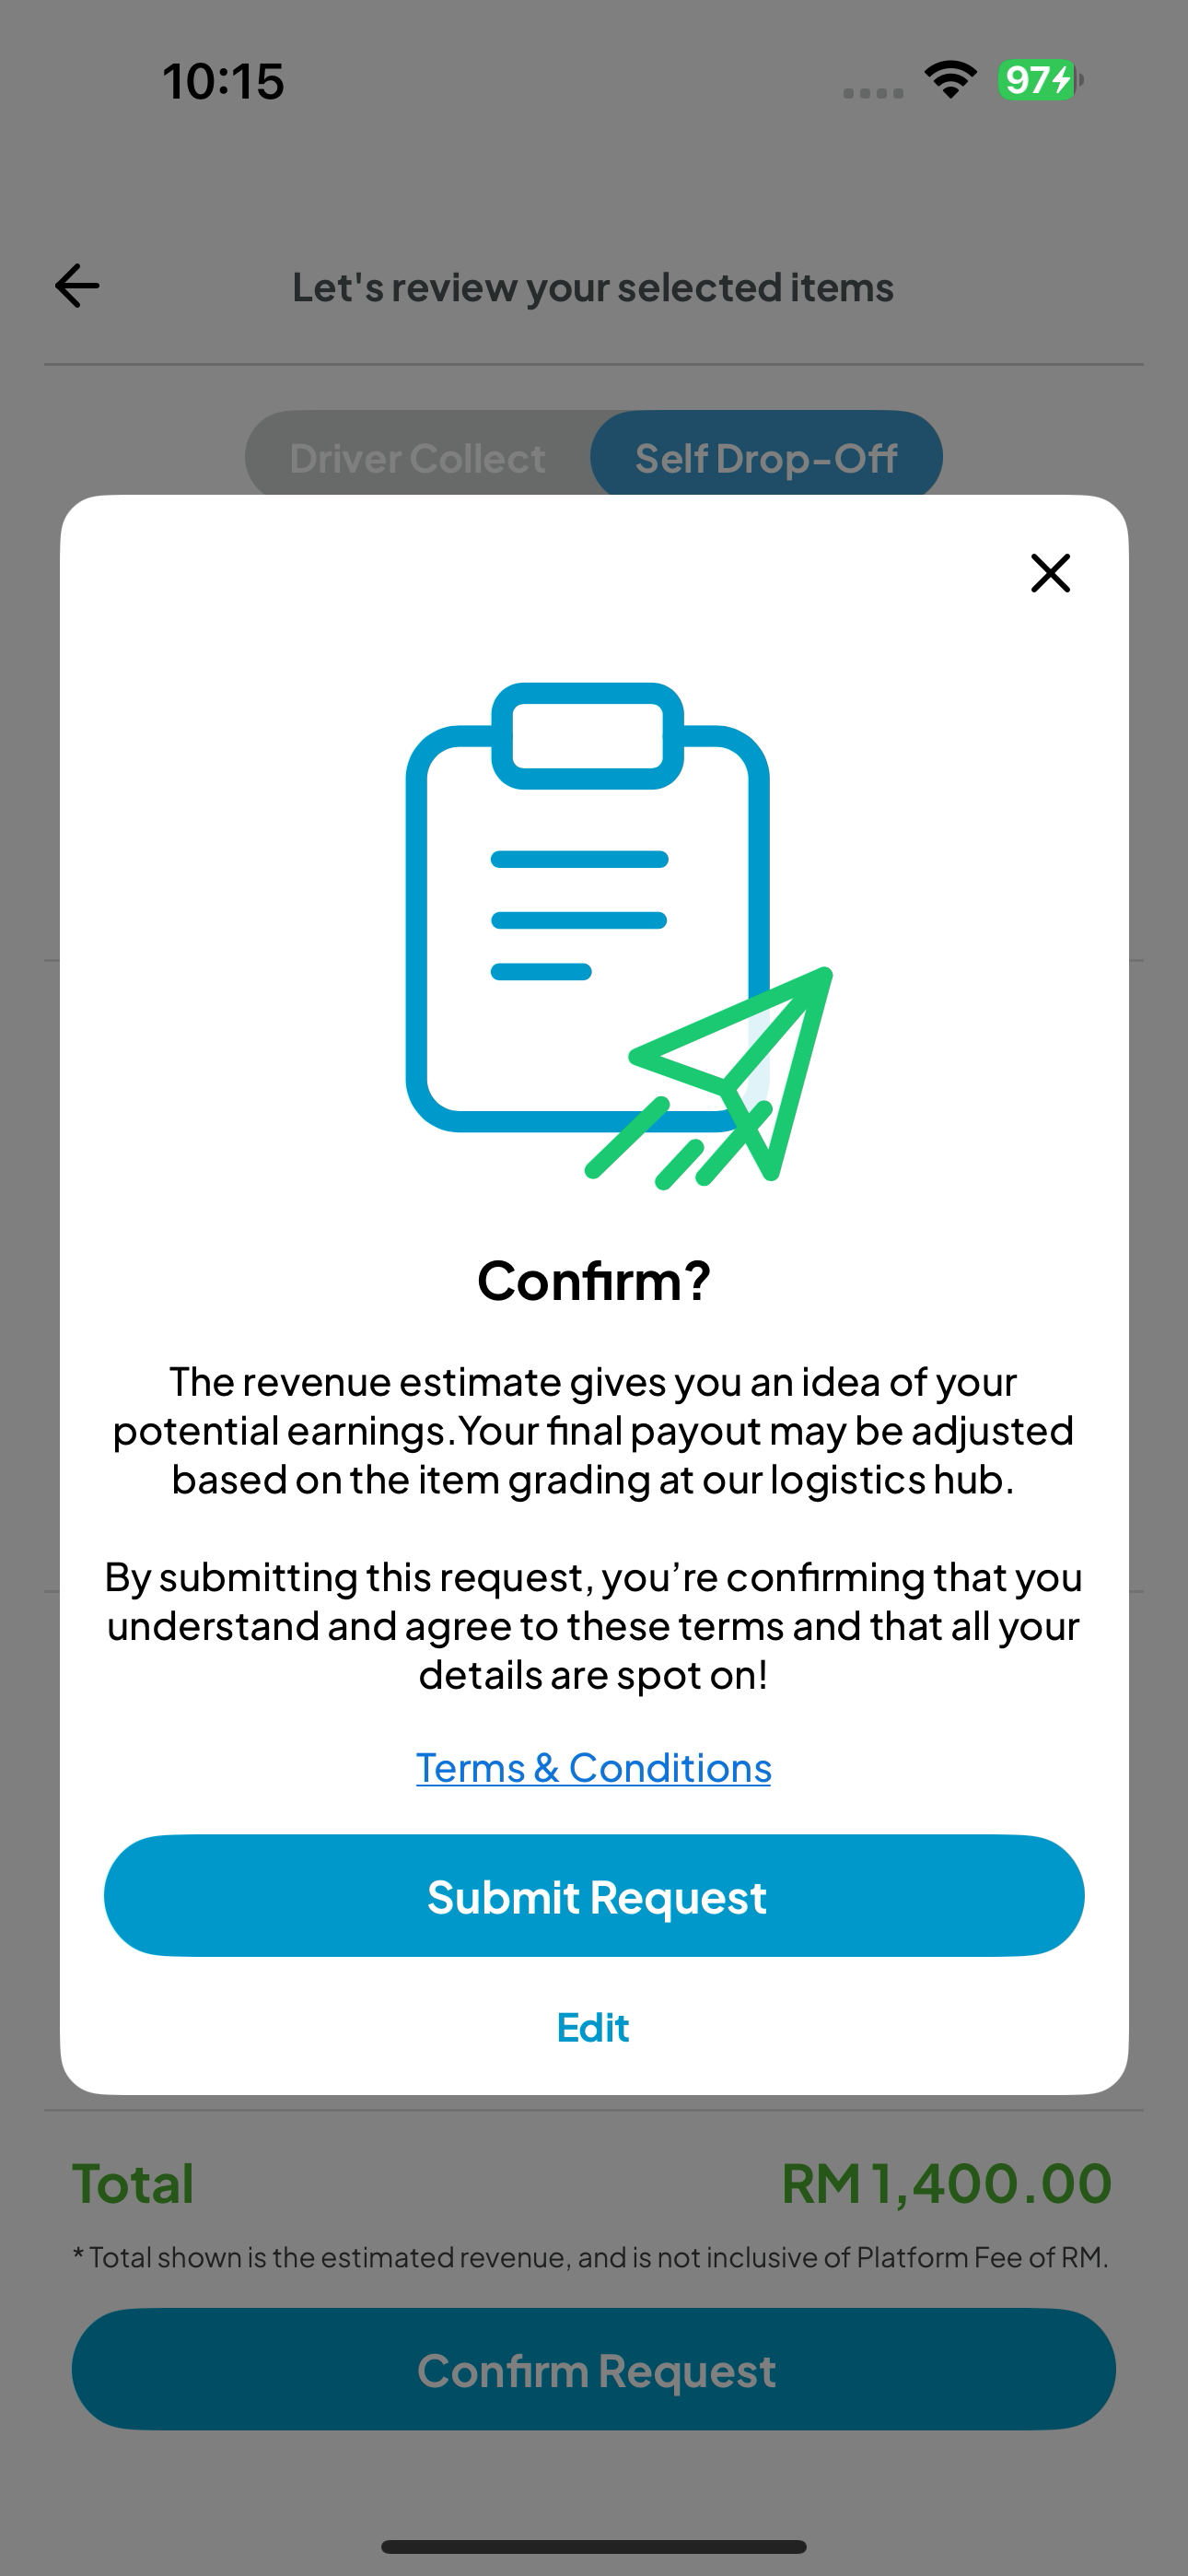 10:15
97
Let's review your selected items
Driver Collect
Self Drop-Off
Confirm?
The revenue estimate gives you an idea of your
potential earnings.Your final payout may be adjusted
based on the item grading at our logistics hub.
By submitting this request, you’re confirming that you
understand and agree to these terms and that all your
details are spot on!
Terms & Conditions
Submit Request
Edit
Total
RM 1,400.00
* Total shown is the estimated revenue, and is not inclusive of Platform Fee of RM.
Confirm Request